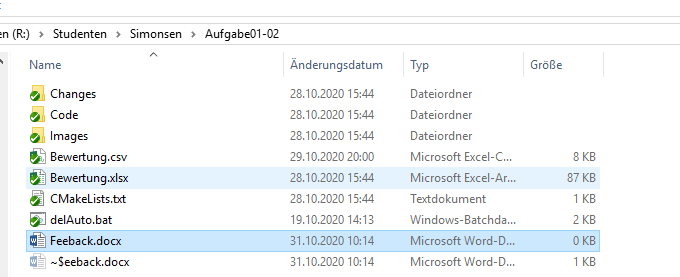 en (R:) > Studenten > Simonsen > Aufgabe01-02
Name Änderungsdatum Typ Größe
Changes 28.10.2020 15:44 Dateiordner
Code 28.10.2020 15:44 Dateiordner
Images 28.10.2020 15:44 Dateiordner
Bewertung.csv 29.10.2020 20:00 Microsoft Excel-C... 8 KB
Bewertung.xlsx 28.10.2020 15:44 Microsoft Excel-Ar... 87 KB
CMakeLists.txt 28.10.2020 15:44 Textdokument 1 KB
delAuto.bat 19.10.2020 14:13 Windows-Batchda... 2 KB
Feeback.docx 31.10.2020 10:14 Microsoft Word-D... 0 KB
~$eeback.docx 31.10.2020 10:14 Microsoft Word-D... 1 KB